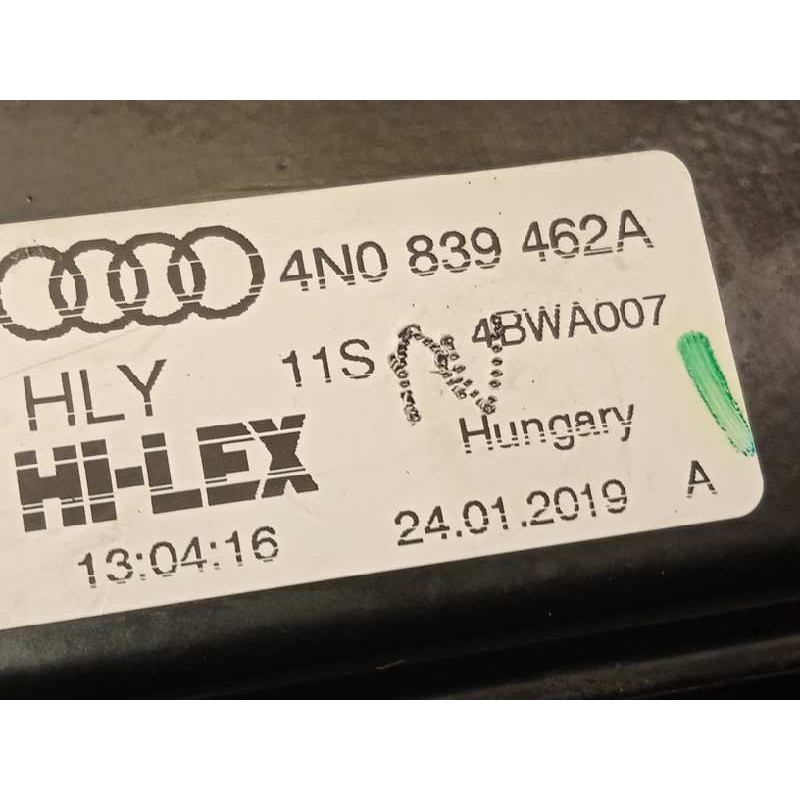 4N0 839 462A
HLY 11S N 4BWA007
HI-LEX Hungary
13:04:16 24.01.2019 A